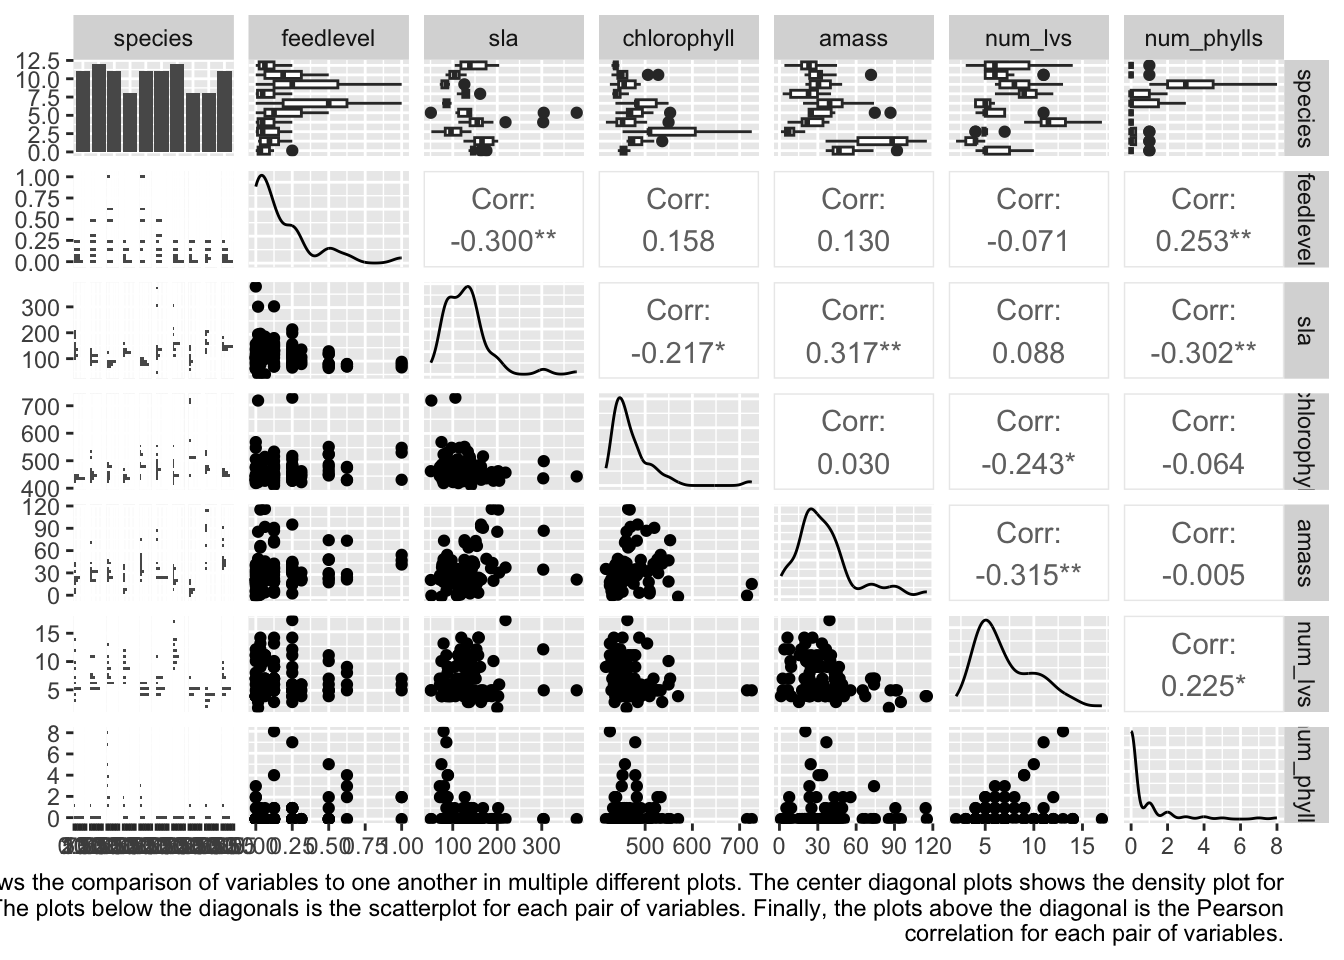 species feedlevel sla chlorophyll amass num_lvs num_phylls
12.5
10.0
7.5
5.0
2.5
0.0
species
1.00
0.75
0.50
0.25
0.00
Corr: Corr: Corr: Corr: Corr:
-0.300** 0.158 0.130 -0.071 0.253**
feedlevel
300
200
100
Corr: Corr: Corr: Corr:
-0.217* 0.317** 0.088 -0.302**
sla
700
600
500
400
Corr: Corr: Corr:
0.030 -0.243* -0.064
chlorophyl
120
90
60
30
0
Corr: Corr:
-0.315** -0.005
amass
15
10
5
Corr:
0.225*
num_lvs
8
6
4
2
0
um_phyll
0.25 0.50 0.75 1.00 100 200 300 500 600 700 0 30 60 90 120 5 10 15 0 2 4 6 8
ws the comparison of variables to one another in multiple different plots. The center diagonal plots shows the density plot for
The plots below the diagonals is the scatterplot for each pair of variables. Finally, the plots above the diagonal is the Pearson
correlation for each pair of variables.